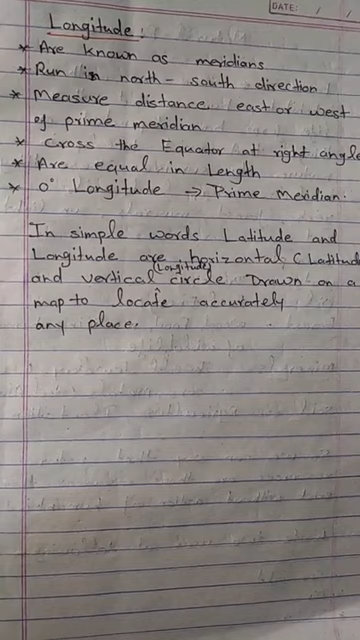 DATE: / /
Longitude:
* Are known as meridians
* Run in north-south direction
* Measure distance east or west
of prime meridian
* Cross the Equator at right angle
* Are equal in Length
* 0° Longitude → Prime Meridian.
In simple words Latitude and
Longitude are horizontal (Latitud
(Longitude)
and vertical circle Drawn on a
map to locate accurately
any place.